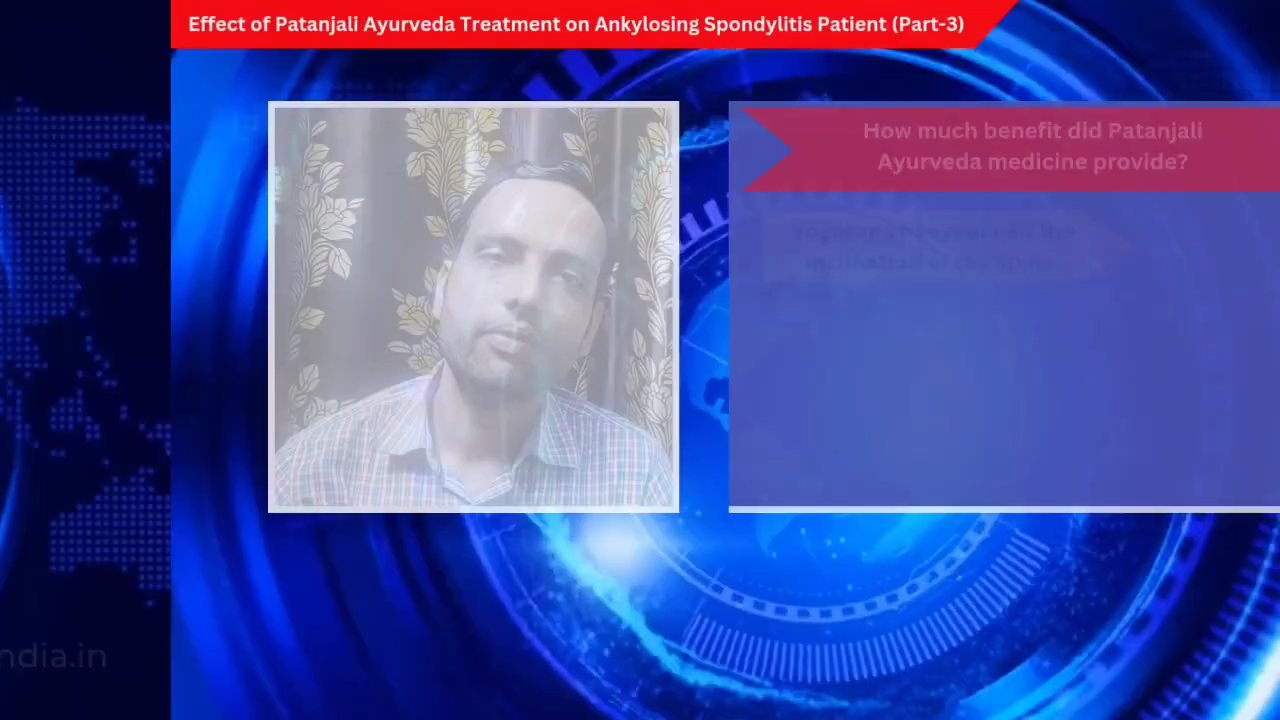 Effect of Patanjali Ayurveda Treatment on Ankylosing Spondylitis Patient (Part-3)
How much benefit did Patanjali
Ayurveda medicine provide?
ndia.in